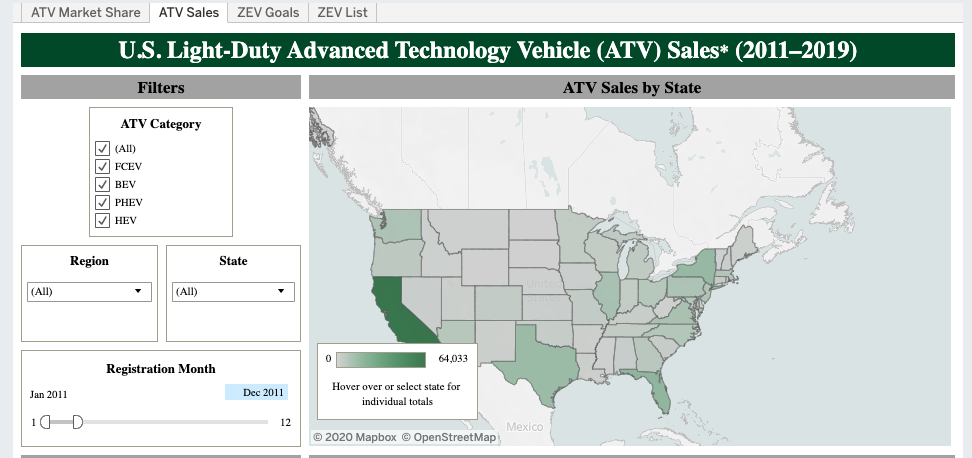 ATV Market Share
ATV Sales
ZEV Goals
ZEV List
U.S. Light-Duty Advanced Technology Vehicle (ATV) Sales* (2011–2019)
Filters
ATV Sales by State
ATV Category
(All)
FCEV
BEV
PHEV
HEV
Region
State
(All)
(All)
Registration Month
Jan 2011
Dec 2011
1
12
United
States
0
64,033
Hover over or select state for
individual totals
Mexico
© 2020 Mapbox © OpenStreetMap